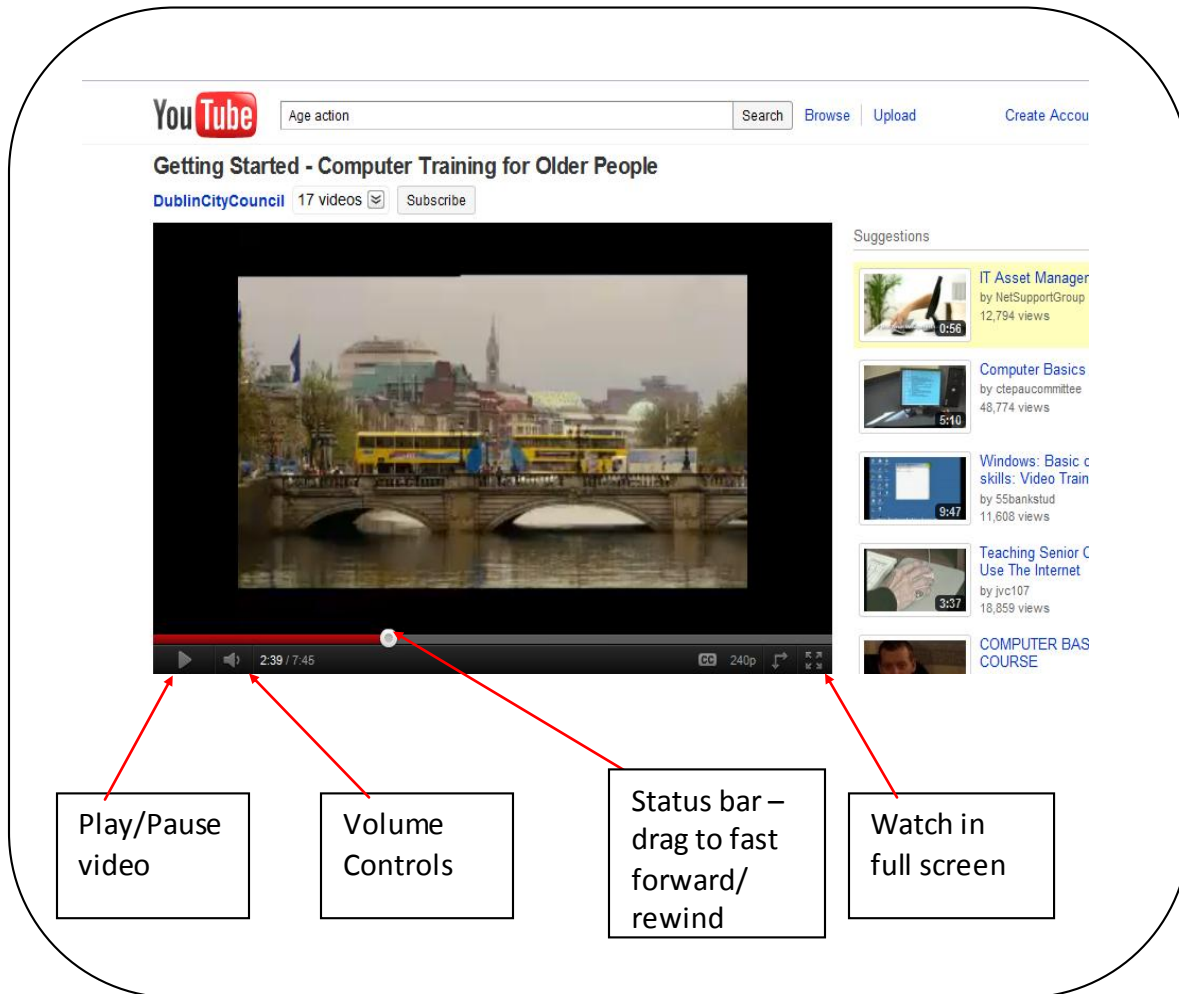 You Tube
Age action
Search
Browse
Upload
Create Accou
Getting Started - Computer Training for Older People
DublinCityCouncil
17 videos
Subscribe
Suggestions
IT Asset Manager
by NetSupportGroup
12,794 views
0:56
Computer Basics
by ctepaucommittee
48,774 views
5:10
Windows: Basic c
skills: Video Train
by 55bankstud
11,608 views
9:47
Teaching Senior C
Use The Internet
by jvc107
18,859 views
3:37
COMPUTER BAS
COURSE
2:39 / 7:45
CC
240p
Play/Pause
video
Volume
Controls
Status bar –
drag to fast
forward/
rewind
Watch in
full screen